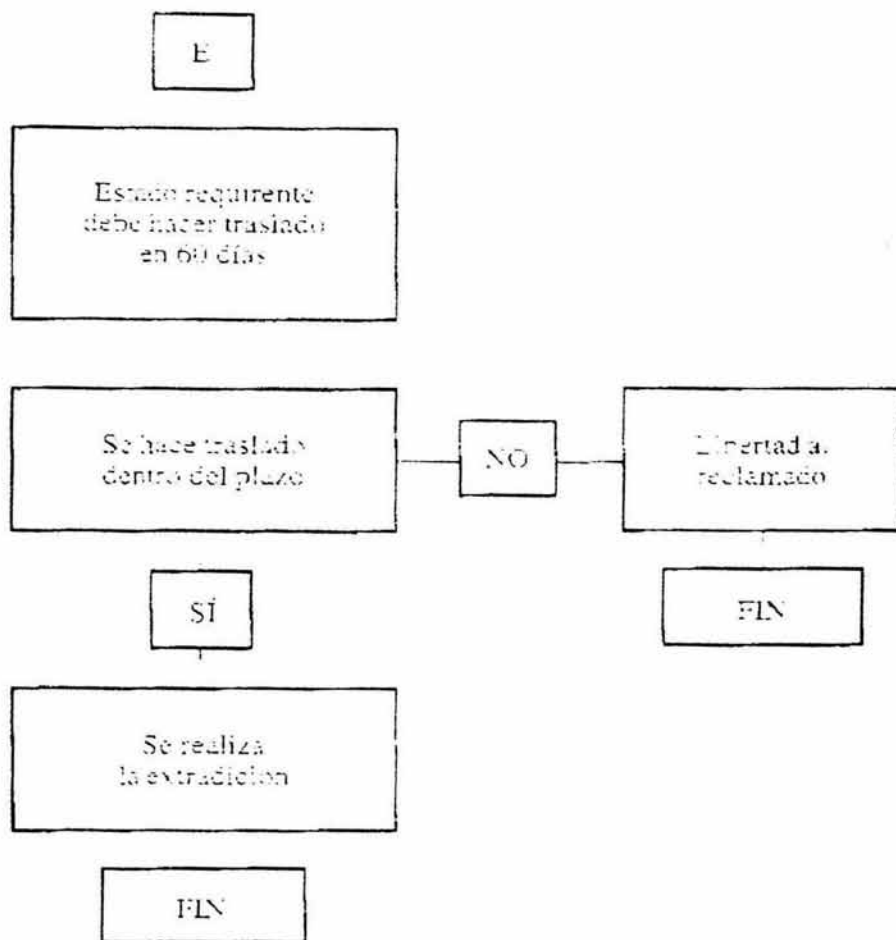 E
Estado requirente
debe hacer traslado
en 60 días
Se hace traslado
dentro del plazo
NO
Libertad al
reclamado
SÍ
FIN
Se realiza
la extradicion
FIN